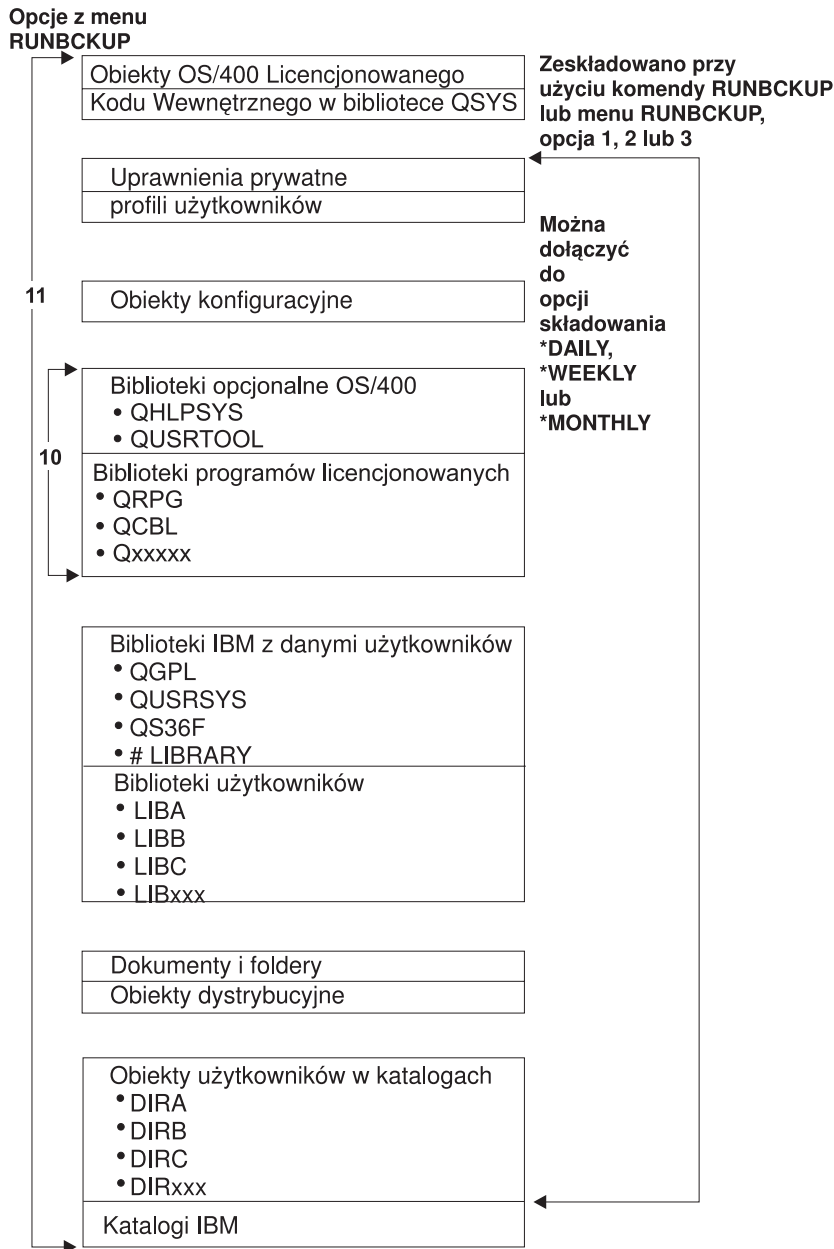 Opcje z menu
RUNBCKUP
Obiekty OS/400 Licencjonowanego
Kodu Wewnętrznego w bibliotece QSYS
Zeskładowano przy
użyciu komendy RUNBCKUP
lub menu RUNBCKUP,
opcja 1, 2 lub 3
Uprawnienia prywatne
profili użytkowników
Można
dołączyć
do
opcji
składowania
*DAILY,
*WEEKLY
lub
*MONTHLY
11
Obiekty konfiguracyjne
10
Biblioteki opcjonalne OS/400
• QHLPSYS
• QUSRTOOL
Biblioteki programów licencjonowanych
• QRPG
• QCBL
• Qxxxxx
Biblioteki IBM z danymi użytkowników
• QGPL
• QUSRSYS
• QS36F
• # LIBRARY
Biblioteki użytkowników
• LIBA
• LIBB
• LIBC
• LIBxxx
Dokumenty i foldery
Obiekty dystrybucyjne
Obiekty użytkowników w katalogach
• DIRA
• DIRB
• DIRC
• DIRxxx
Katalogi IBM